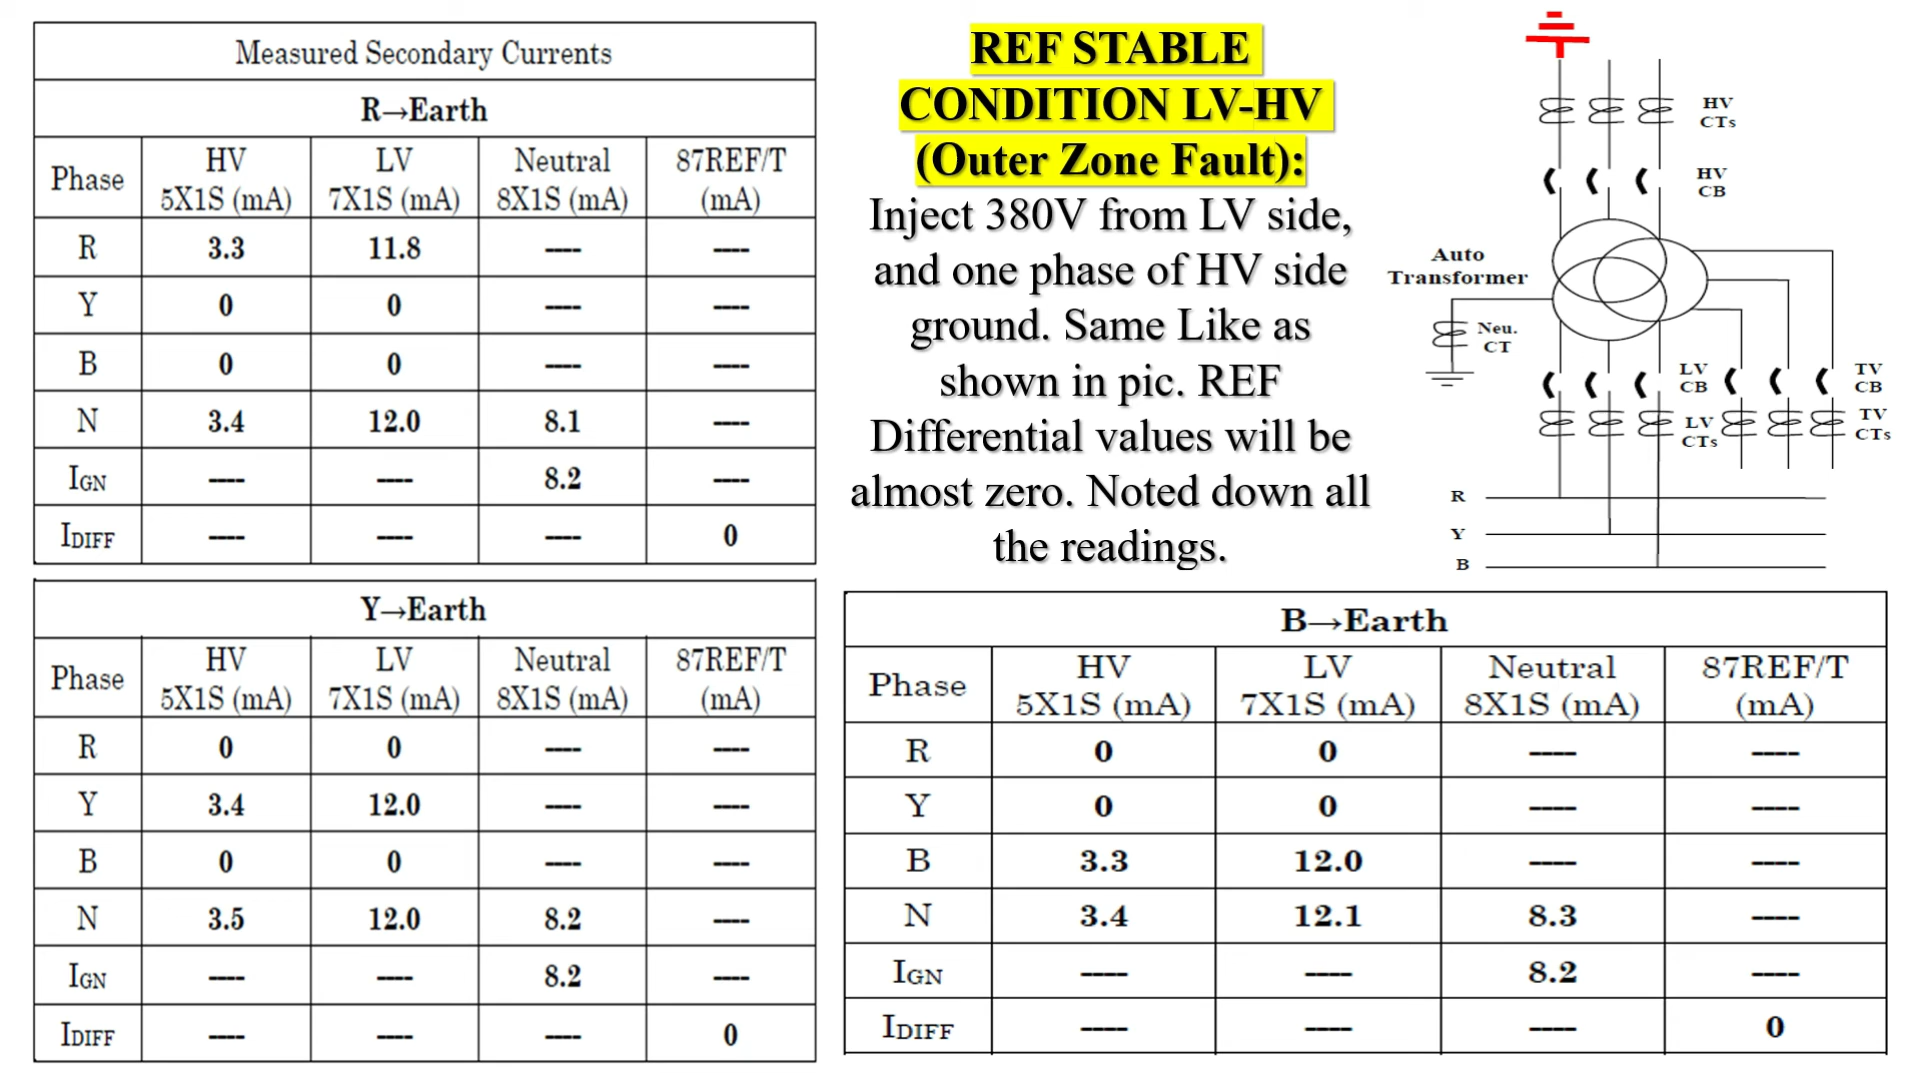 Measured Secondary Currents
R→Earth
Phase HV 5X1S (mA) LV 7X1S (mA) Neutral 8X1S (mA) 87REF/T (mA)
R 3.3 11.8 ---- ----
Y 0 0 ---- ----
B 0 0 ---- ----
N 3.4 12.0 8.1 ----
IGN ---- ---- 8.2 ----
IDIFF ---- ---- ---- 0
REF STABLE
CONDITION LV-HV
(Outer Zone Fault):
Inject 380V from LV side,
and one phase of HV side
ground. Same Like as
shown in pic. REF
Differential values will be
almost zero. Noted down all
the readings.
HV
CTs
HV
CB
Auto
Transformer
Neu.
CT
LV
CB
TV
CB
LV
CTs
TV
CTs
R
Y
B
Y→Earth
Phase HV 5X1S (mA) LV 7X1S (mA) Neutral 8X1S (mA) 87REF/T (mA)
R 0 0 ---- ----
Y 3.4 12.0 ---- ----
B 0 0 ---- ----
N 3.5 12.0 8.2 ----
IGN ---- ---- 8.2 ----
IDIFF ---- ---- ---- 0
B→Earth
Phase HV 5X1S (mA) LV 7X1S (mA) Neutral 8X1S (mA) 87REF/T (mA)
R 0 0 ---- ----
Y 0 0 ---- ----
B 3.3 12.0 ---- ----
N 3.4 12.1 8.3 ----
IGN ---- ---- 8.2 ----
IDIFF ---- ---- ---- 0